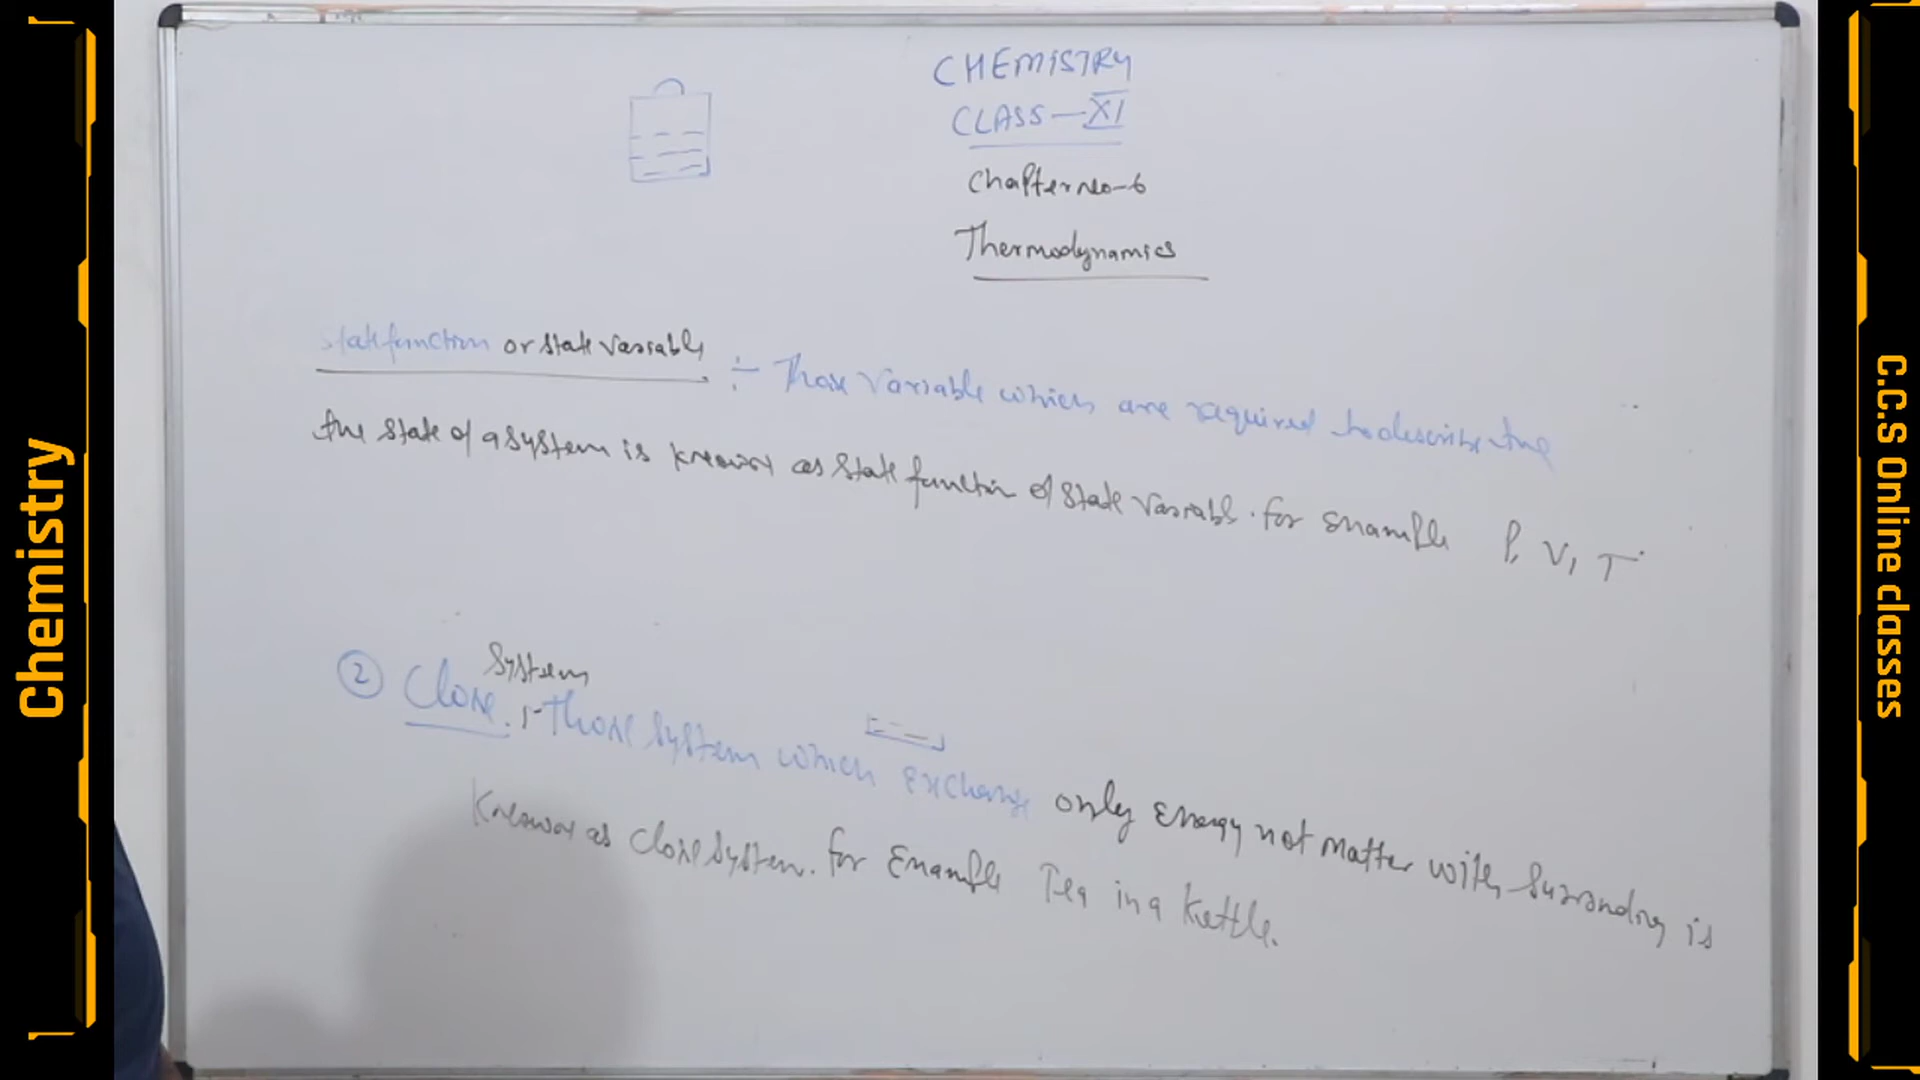 CHEMISTRY
CLASS — XI
Chapter no-6
Thermodynamics
State function or State Variable :- Those Variable which are required to describe the
the State of a System is known as State function of State Variable. for Example P, V, T
System
② Close :- Those System which Exchange only Energy not Matter with Surranding is
Known as Close System. for Example Tea in a Kettle.
Chemistry
C.C.S Online classes